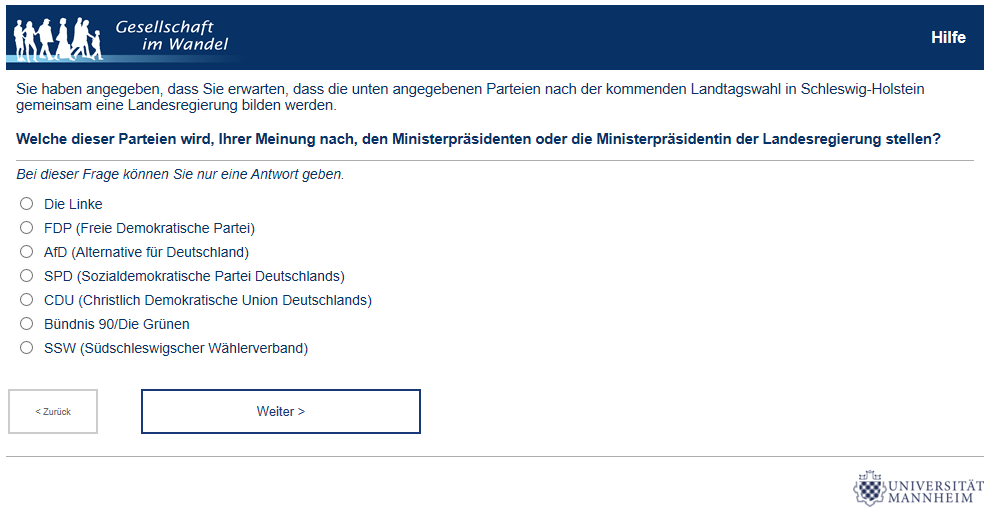 Gesellschaft
im Wandel
Hilfe
Sie haben angegeben, dass Sie erwarten, dass die unten angegebenen Parteien nach der kommenden Landtagswahl in Schleswig-Holstein
gemeinsam eine Landesregierung bilden werden.
Welche dieser Parteien wird, Ihrer Meinung nach, den Ministerpräsidenten oder die Ministerpräsidentin der Landesregierung stellen?
Bei dieser Frage können Sie nur eine Antwort geben.
Die Linke
FDP (Freie Demokratische Partei)
AfD (Alternative für Deutschland)
SPD (Sozialdemokratische Partei Deutschlands)
CDU (Christlich Demokratische Union Deutschlands)
Bündnis 90/Die Grünen
SSW (Südschleswigscher Wählerverband)
< Zurück
Weiter >
UNIVERSITÄT
MANNHEIM